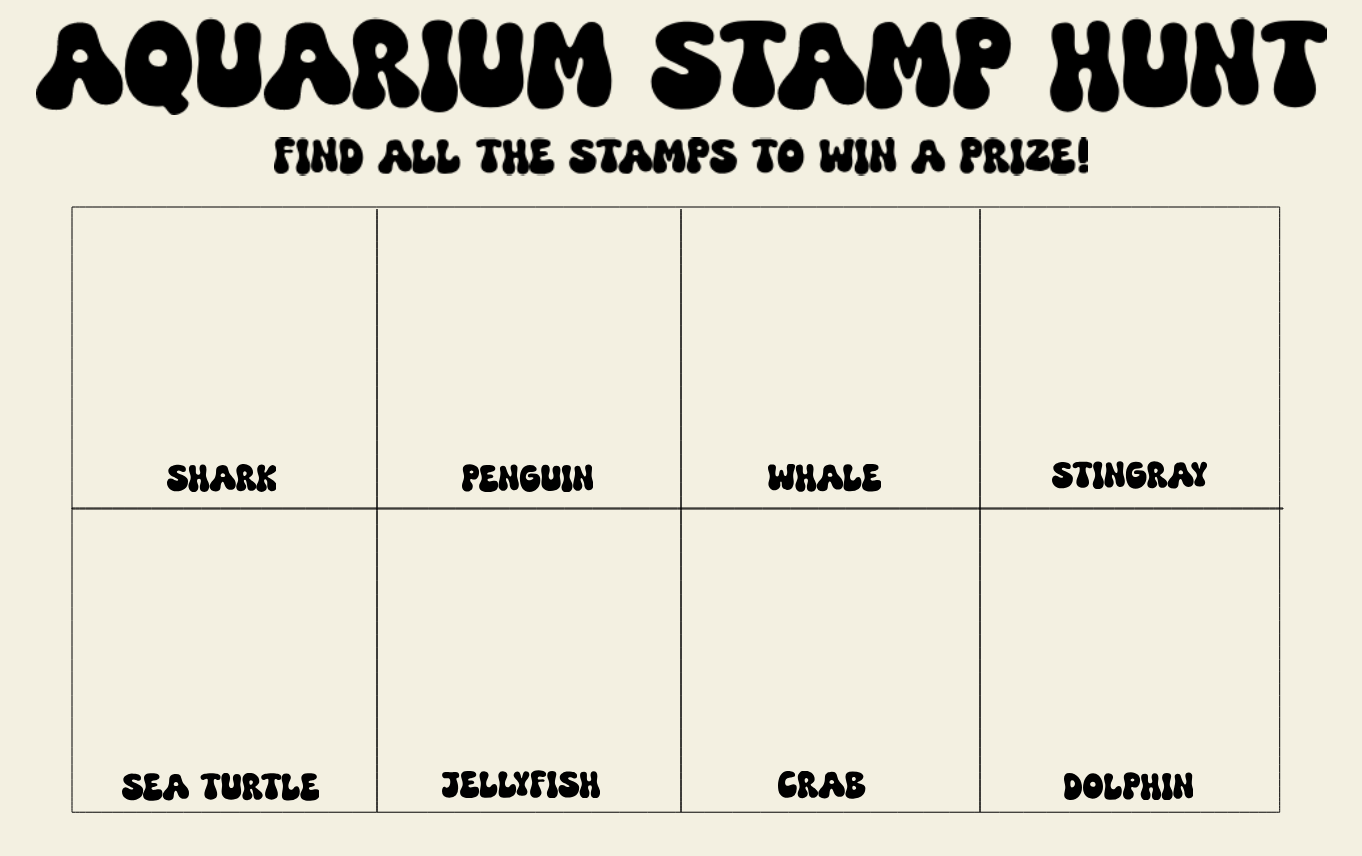 AQUARIUM STAMP HUNT
FIND ALL THE STAMPS TO WIN A PRIZE!
SHARK PENGUIN WHALE STINGRAY
SEA TURTLE JELLYFISH CRAB DOLPHIN